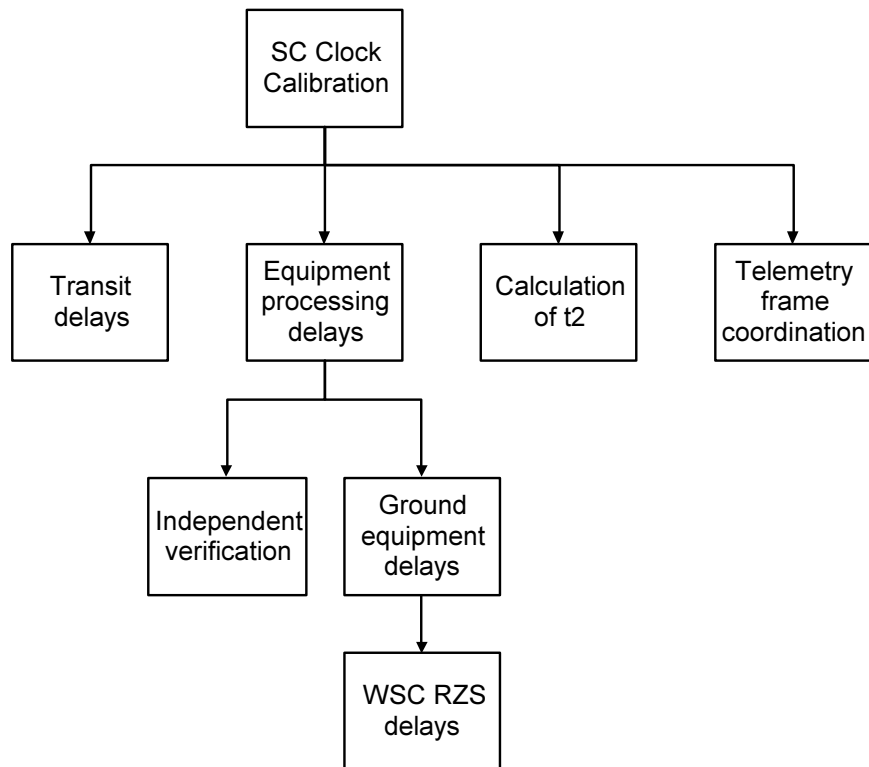 SC Clock
Calibration
Transit
delays
Equipment
processing
delays
Calculation
of t2
Telemetry
frame
coordination
Independent
verification
Ground
equipment
delays
WSC RZS
delays